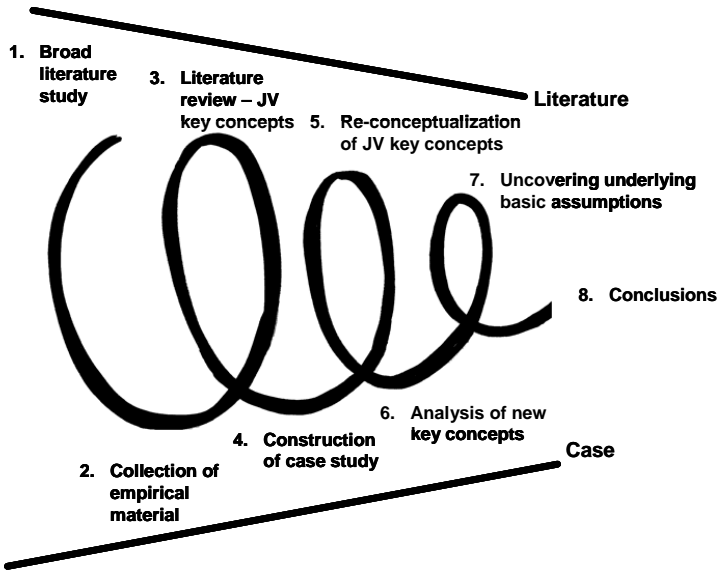 1. Broad
literature
study
3. Literature
review – JV
key concepts
5. Re-conceptualization
of JV key concepts
Literature
7. Uncovering underlying
basic assumptions
8. Conclusions
6. Analysis of new
key concepts
4. Construction
of case study
Case
2. Collection of
empirical
material